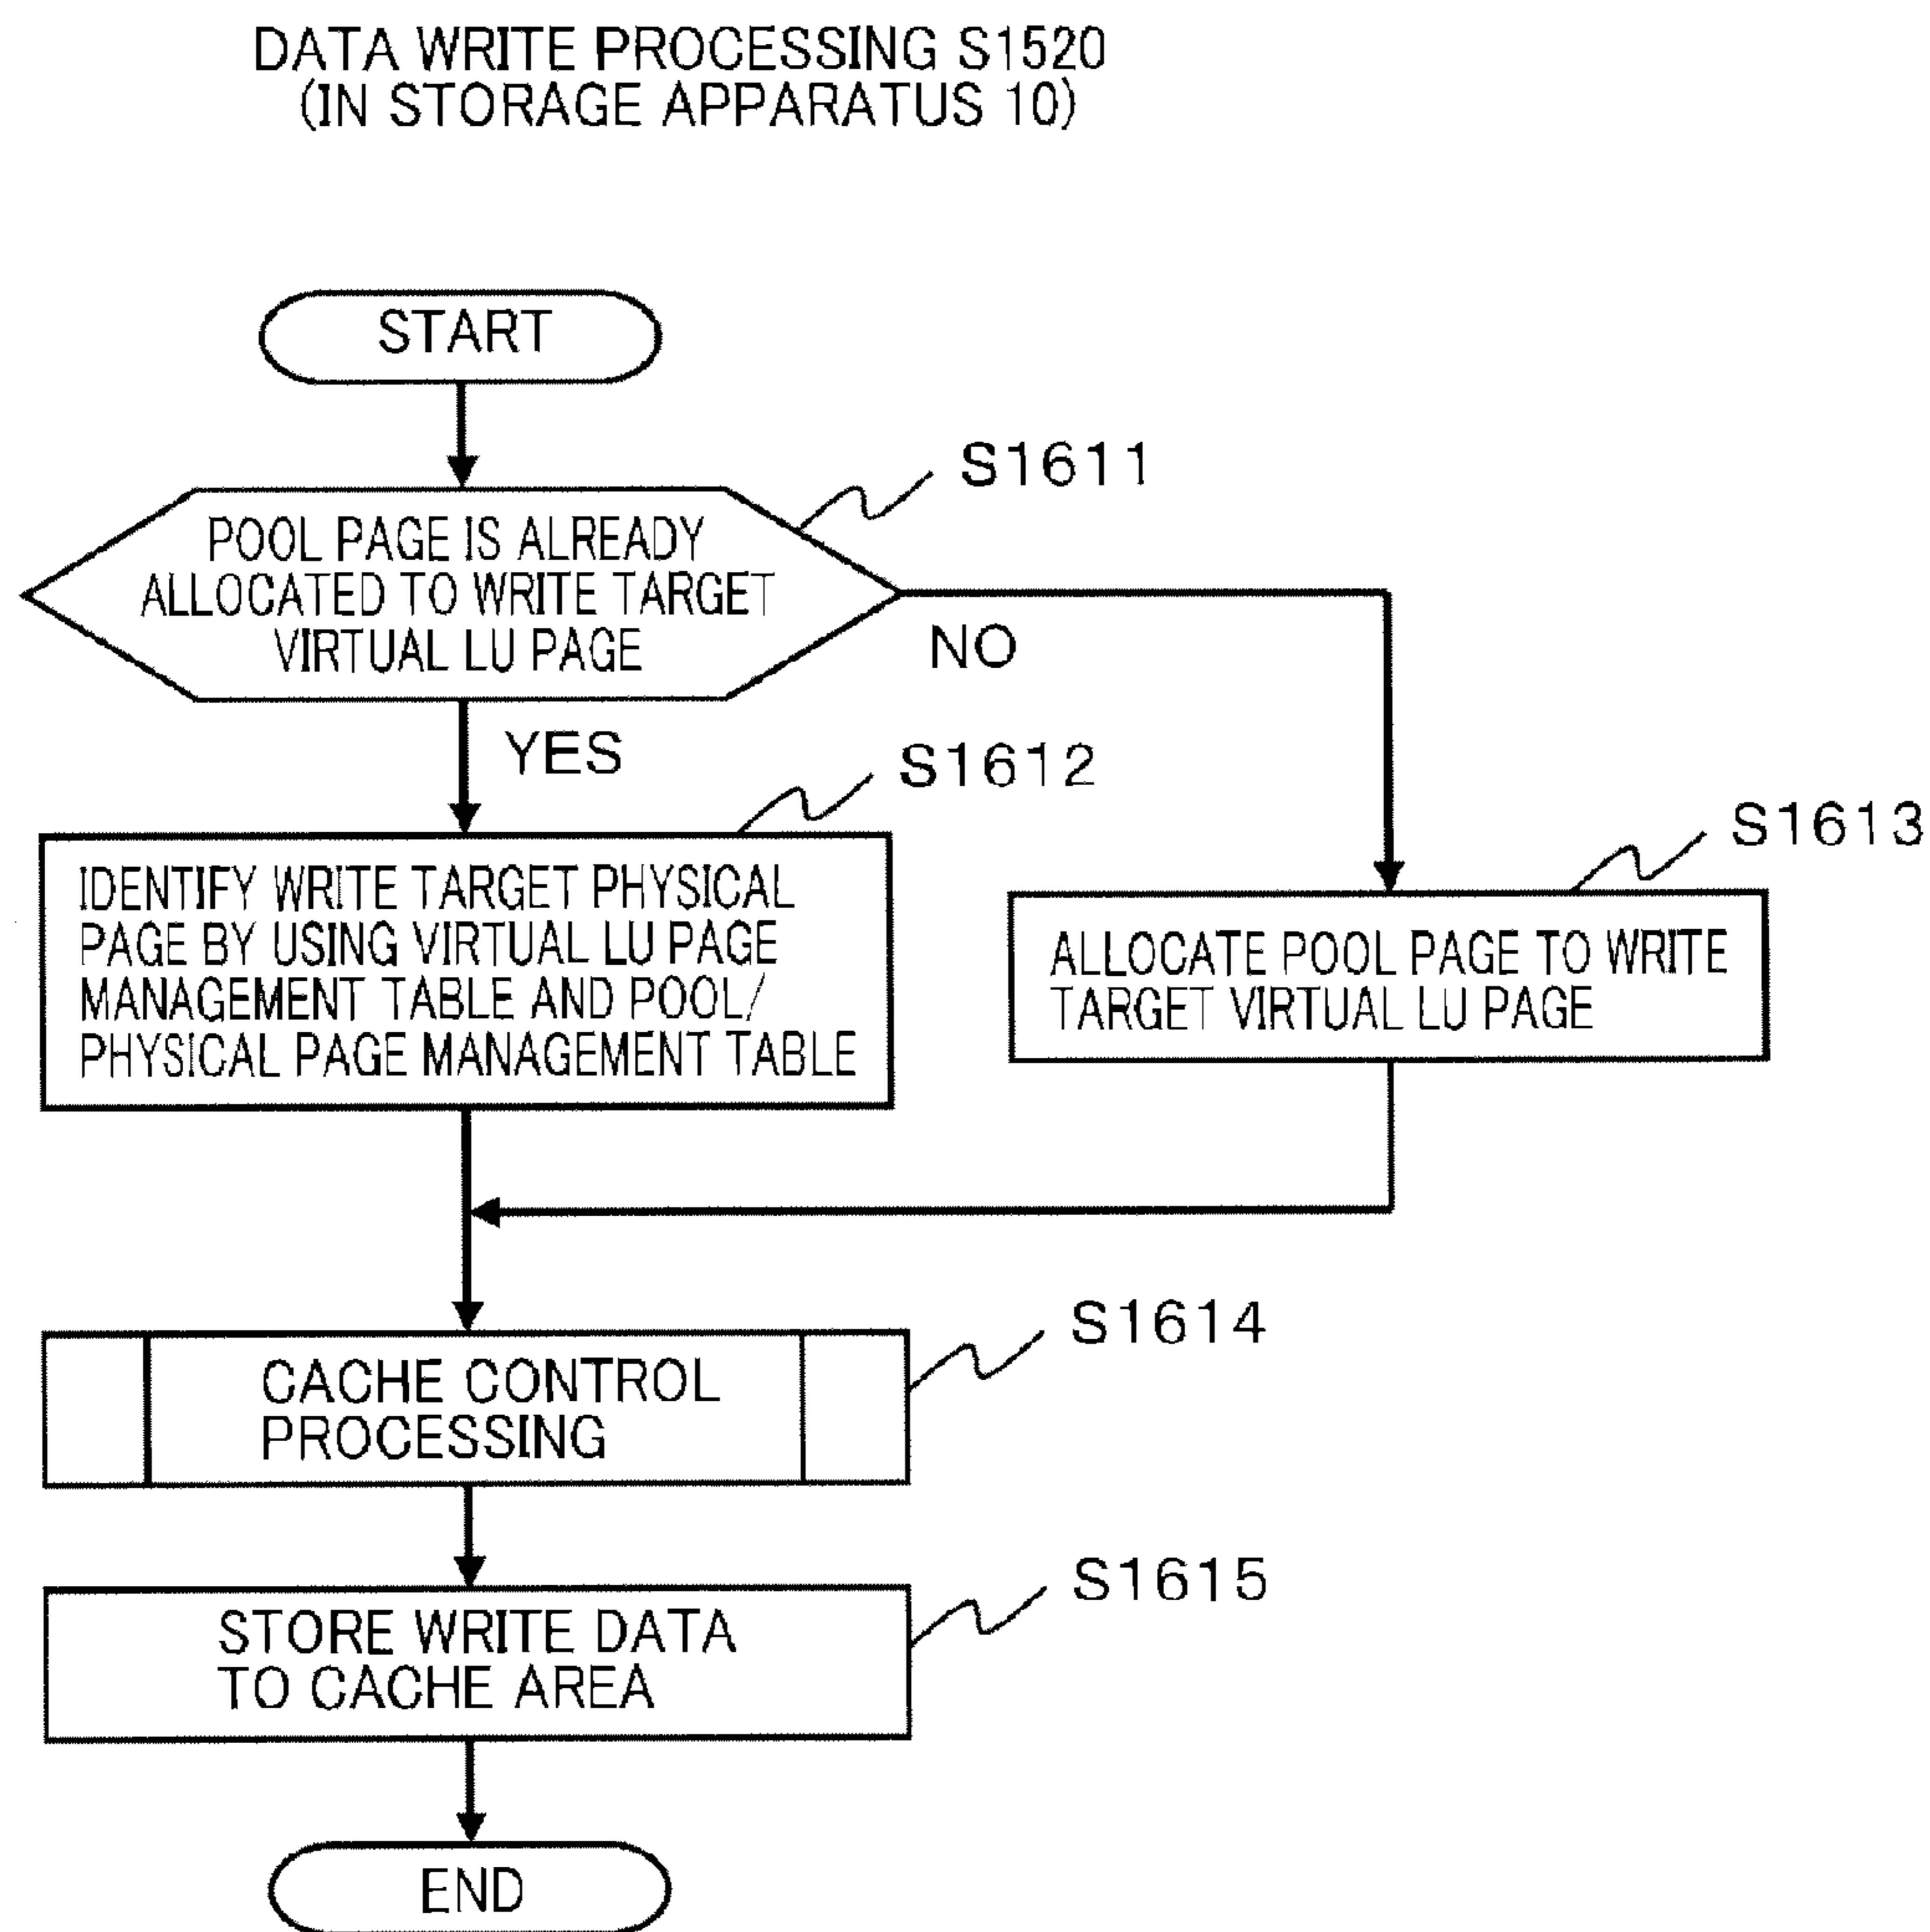 DATA WRITE PROCESSING S1520
(IN STORAGE APPARATUS 10)
START
S1611
POOL PAGE IS ALREADY
ALLOCATED TO WRITE TARGET
VIRTUAL LU PAGE
NO
YES
S1612
IDENTIFY WRITE TARGET PHYSICAL
PAGE BY USING VIRTUAL LU PAGE
MANAGEMENT TABLE AND POOL/
PHYSICAL PAGE MANAGEMENT TABLE
S1613
ALLOCATE POOL PAGE TO WRITE
TARGET VIRTUAL LU PAGE
S1614
CACHE CONTROL
PROCESSING
S1615
STORE WRITE DATA
TO CACHE AREA
END